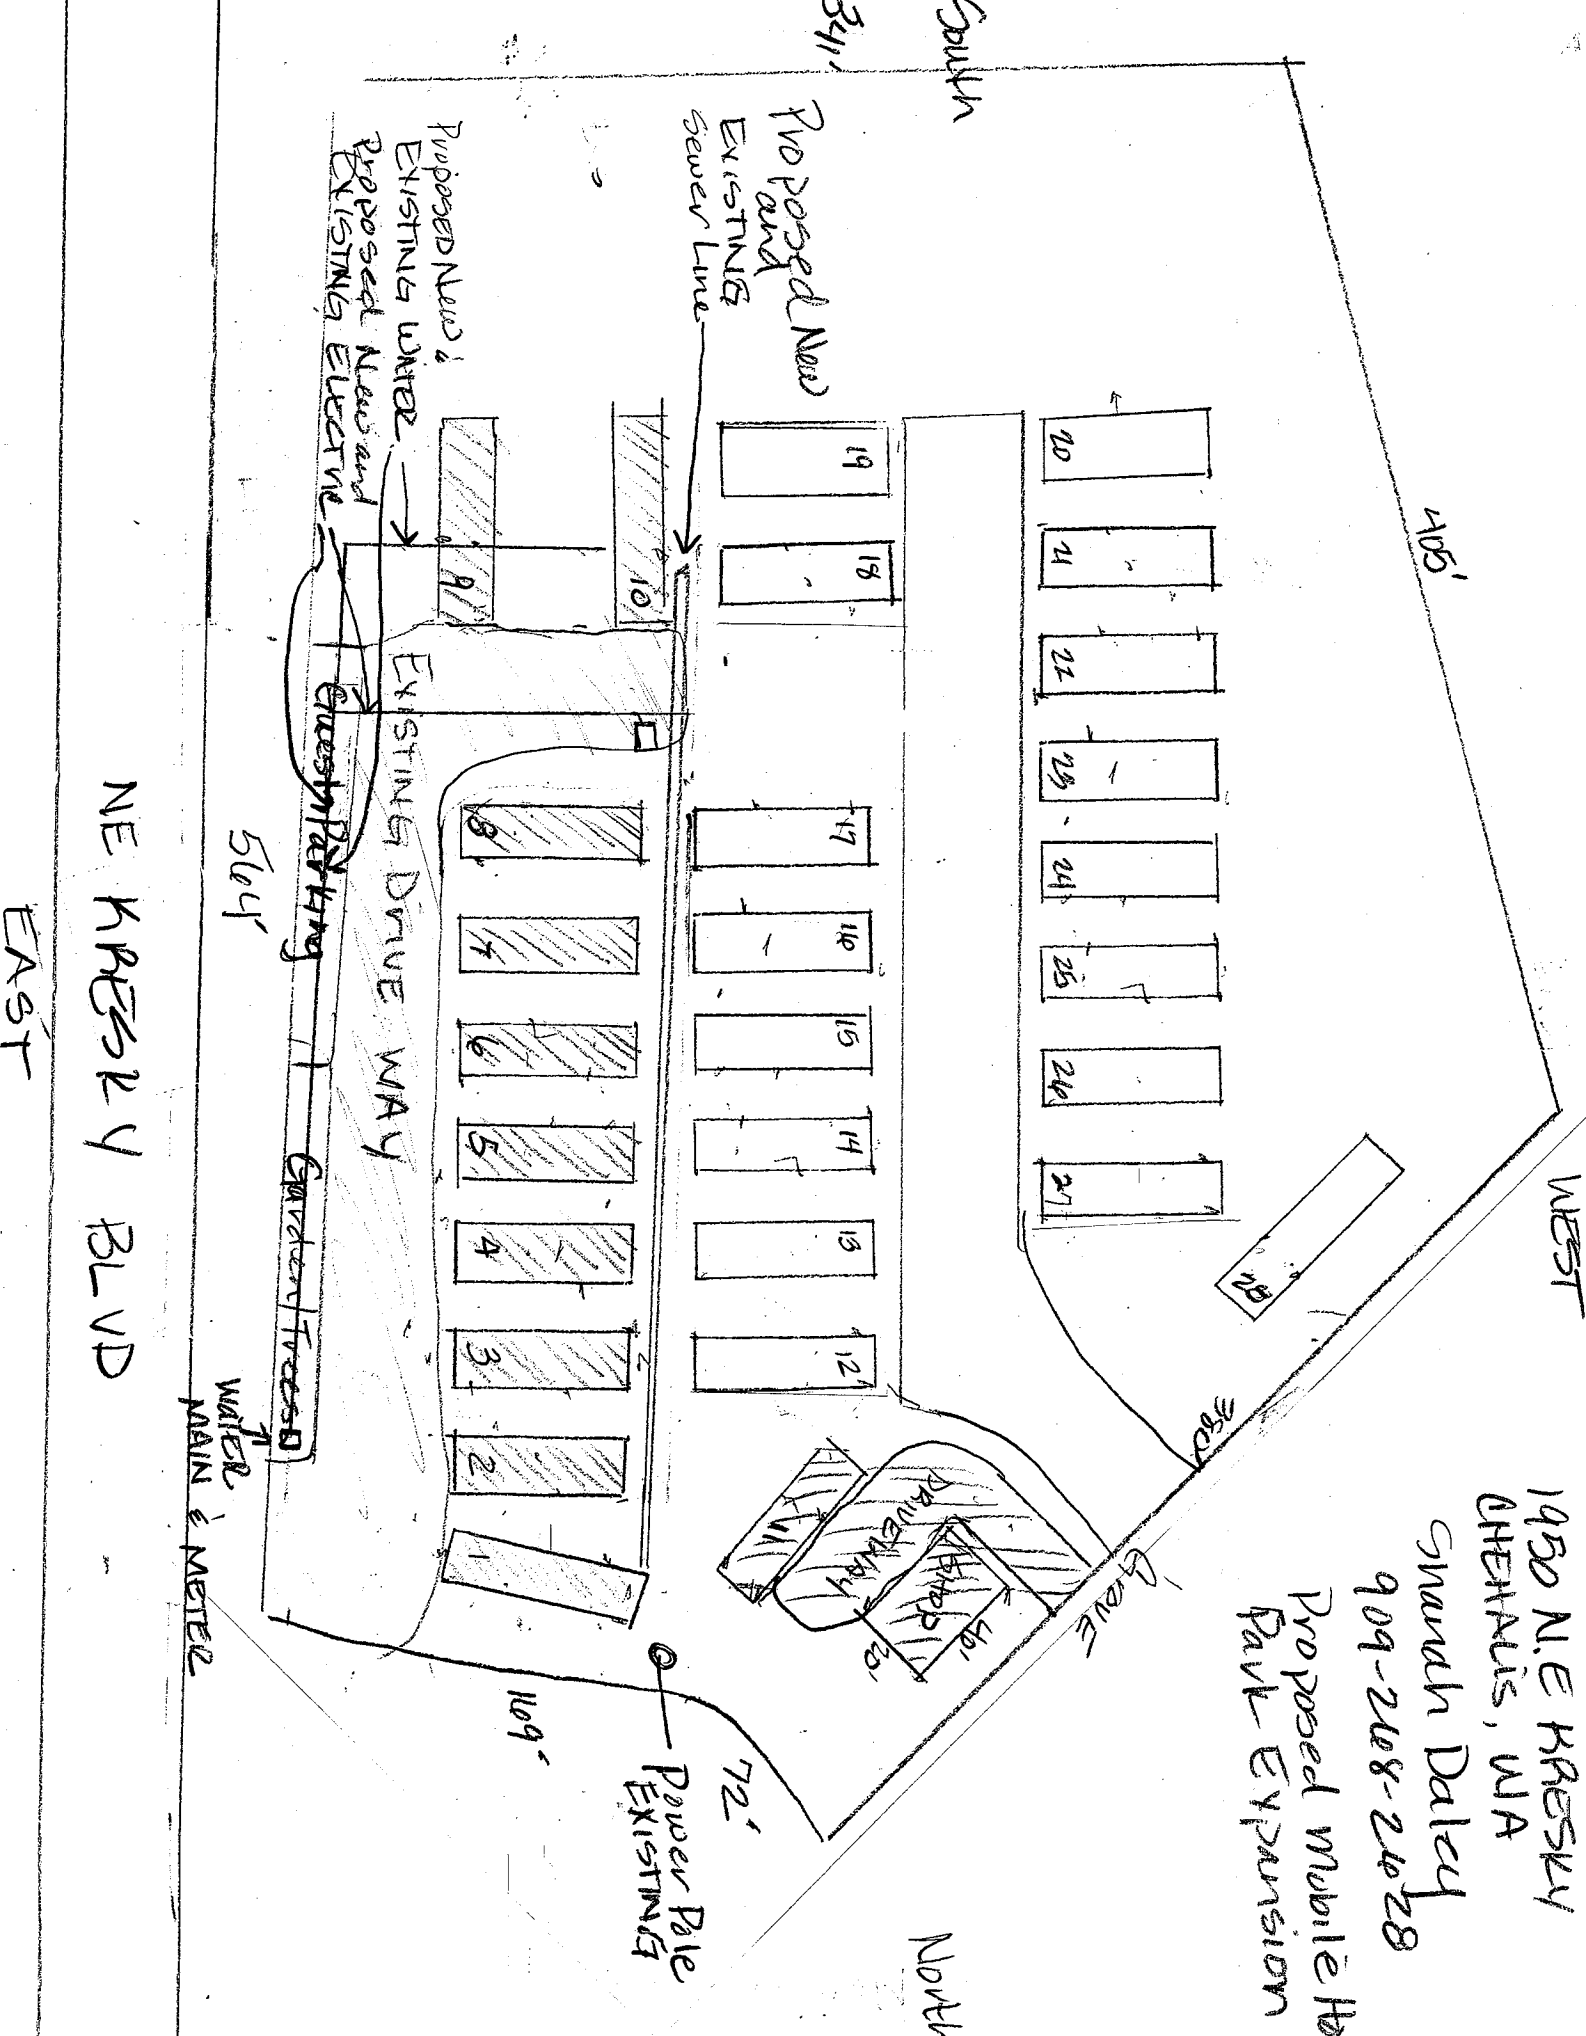 1950 N.E KRESKY
CHEHALIS, WA
Shanah Daley
909-268-2628
Proposed Mobile Ho
Park Expansion
WEST
405'
380'
South
341'
North
20
21
22
23
24
25
26
27
28
19
18
17
16
15
14
13
12
11
DRIVEWAY
SHOP
40'
20'
Proposed New
and
EXISTING
Sewer Line
10
9
8
7
6
5
4
3
2
1
Proposed New &
EXISTING WATER
Proposed New and
EXISTING ELECTRIC
EXISTING DRIVE WAY
Guest Parking
Garden/Trees
WATER
MAIN & METER
Power Pole
EXISTING
72'
169'
564'
NE KRESKY BLVD
EAST